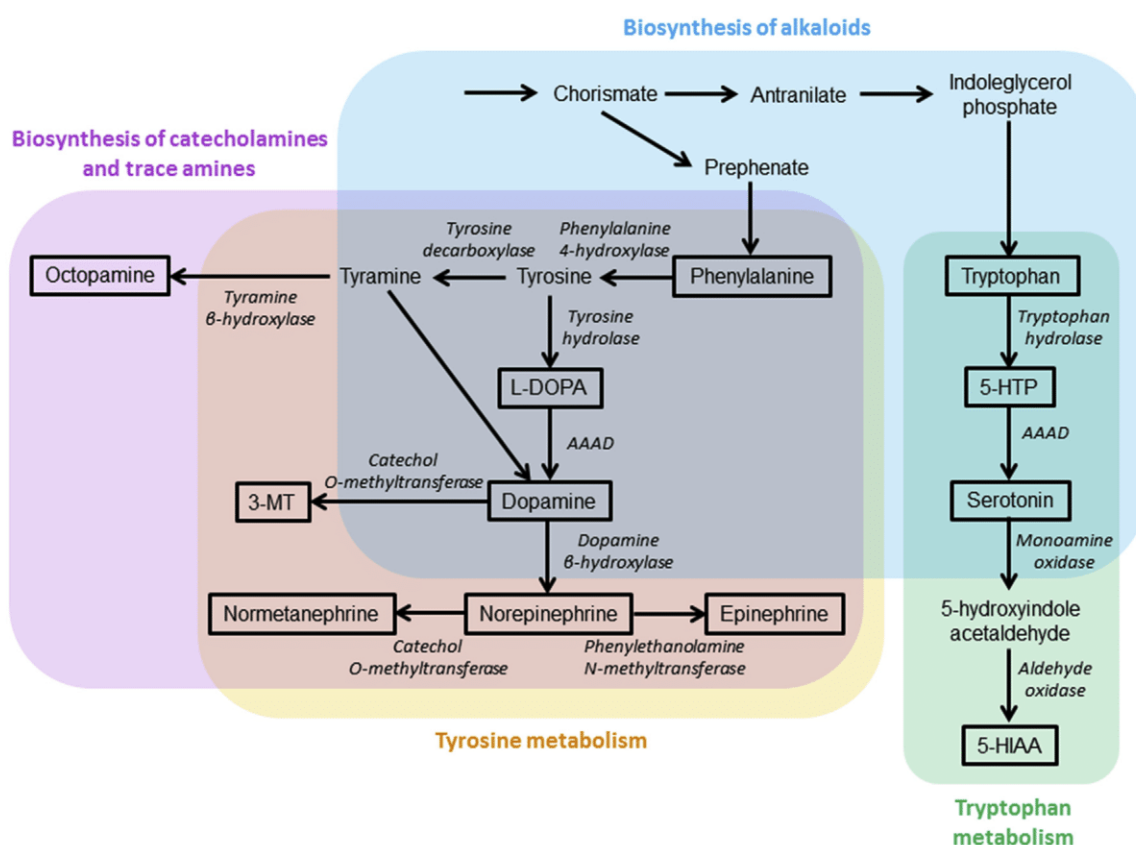 Biosynthesis of alkaloids
Chorismate
Antranilate
Indoleglycerol
phosphate
Biosynthesis of catecholamines
and trace amines
Prephenate
Octopamine
Tyramine
β-hydroxylase
Tyramine
Tyrosine
decarboxylase
Tyrosine
Phenylalanine
4-hydroxylase
Phenylalanine
Tryptophan
Tyrosine
hydrolase
Tryptophan
hydrolase
L-DOPA
5-HTP
AAAD
AAAD
Catechol
O-methyltransferase
3-MT
Dopamine
Serotonin
Dopamine
β-hydroxylase
Monoamine
oxidase
Normetanephrine
Norepinephrine
Epinephrine
5-hydroxyindole
acetaldehyde
Catechol
O-methyltransferase
Phenylethanolamine
N-methyltransferase
Aldehyde
oxidase
Tyrosine metabolism
5-HIAA
Tryptophan
metabolism